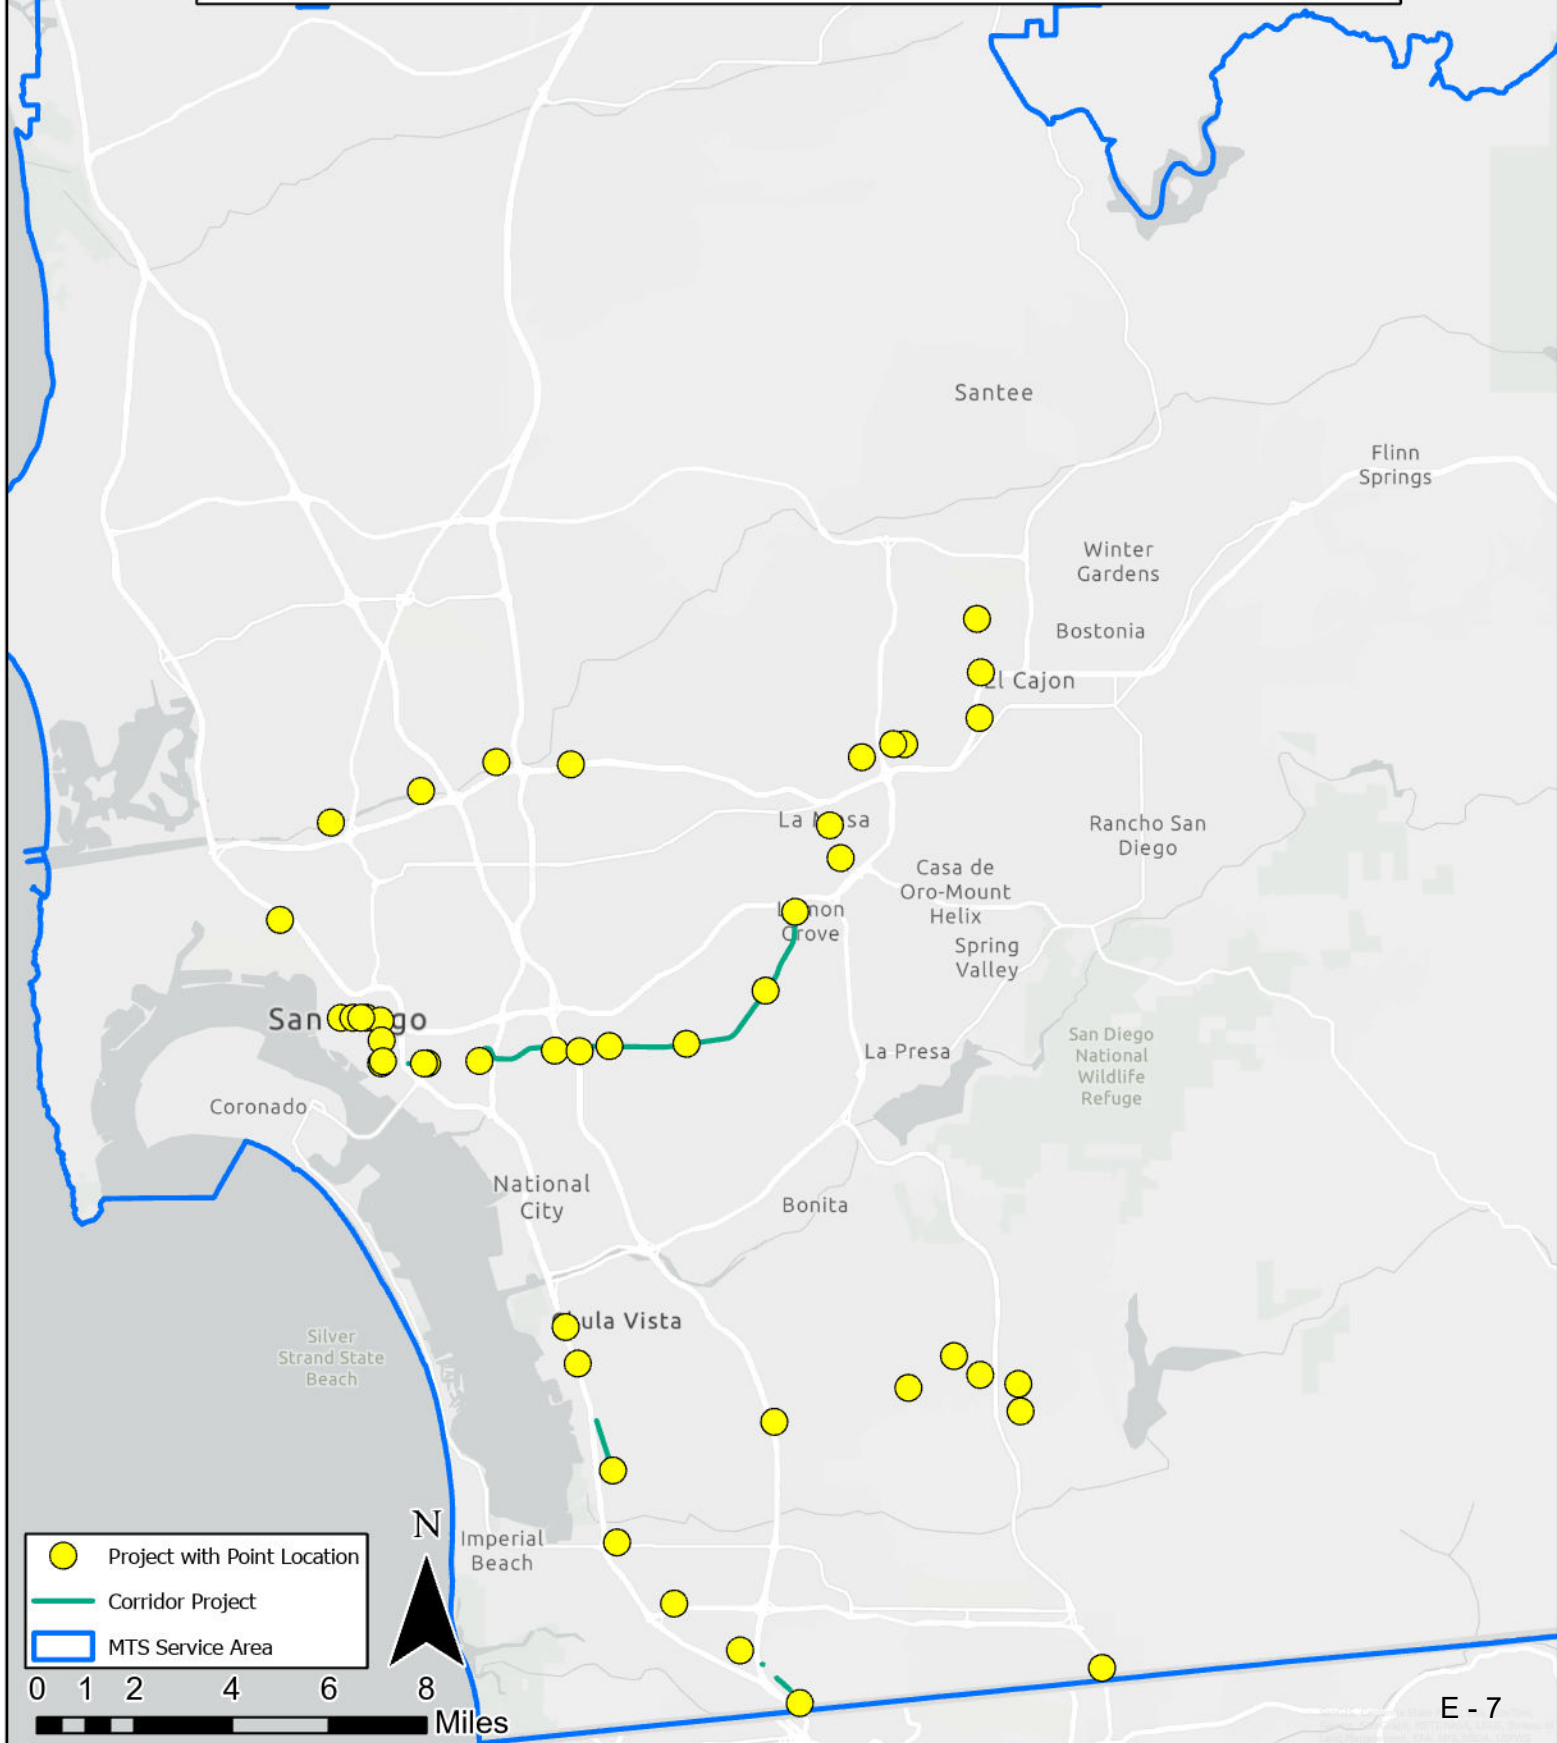 Santee
Flinn
Springs
Winter
Gardens
Bostonia
El Cajon
La Mesa
Rancho San
Diego
Casa de
Oro-Mount
Helix
Lemon
Grove
Spring
Valley
San Diego
San Diego
National
Wildlife
Refuge
La Presa
Coronado
National
City
Bonita
Chula Vista
Silver
Strand State
Beach
Imperial
Beach
N
Project with Point Location
Corridor Project
MTS Service Area
0 1 2 4 6 8
Miles
E - 7